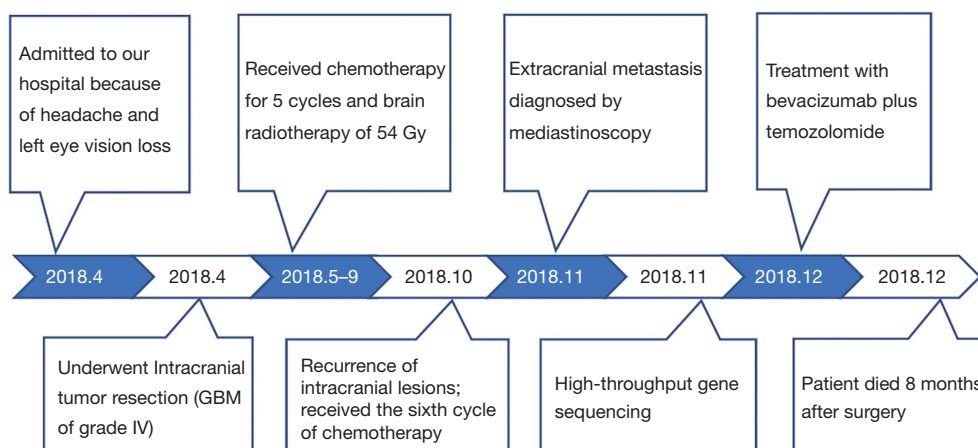 Admitted to our
hospital because
of headache and
left eye vision loss
Received chemotherapy
for 5 cycles and brain
radiotherapy of 54 Gy
Extracranial metastasis
diagnosed by
mediastinoscopy
Treatment with
bevacizumab plus
temozolomide
2018.4
2018.4
2018.5–9
2018.10
2018.11
2018.11
2018.12
2018.12
Underwent Intracranial
tumor resection (GBM
of grade IV)
Recurrence of
intracranial lesions;
received the sixth cycle
of chemotherapy
High-throughput gene
sequencing
Patient died 8 months
after surgery